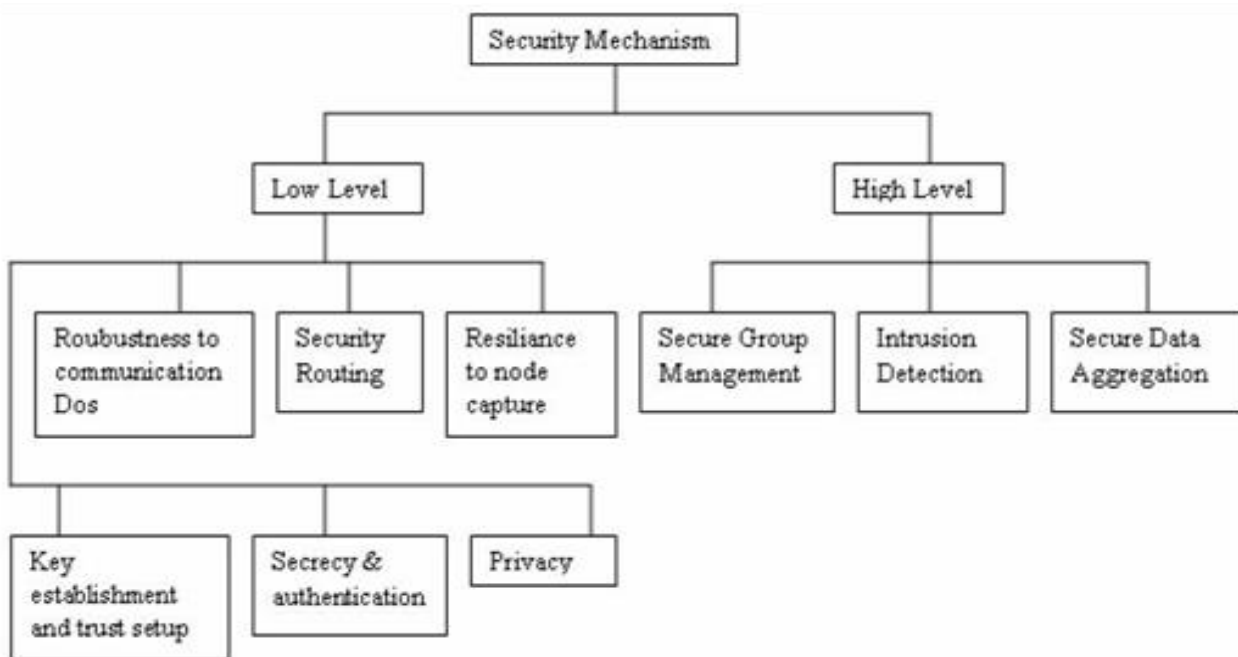 Security Mechanism
Low Level
High Level
Roubustness to
communication
Dos
Security
Routing
Resiliance
to node
capture
Secure Group
Management
Intrusion
Detection
Secure Data
Aggregation
Key
establishment
and trust setup
Secrecy &
authentication
Privacy